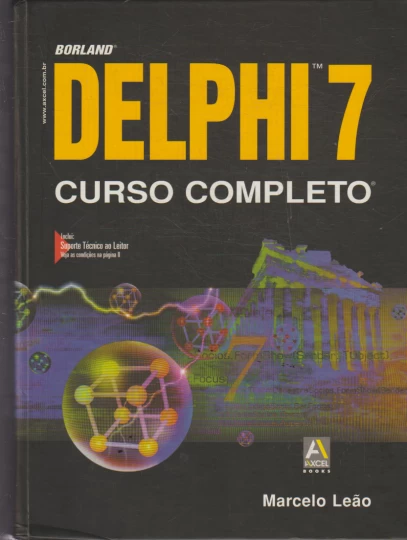 BORLAND®
www.axcel.com.br
DELPHI™ 7
CURSO COMPLETO®
Inclui:
Suporte Técnico ao Leitor
Veja as condições na página II
7
Focus
A
AXCEL
BOOKS
Marcelo Leão